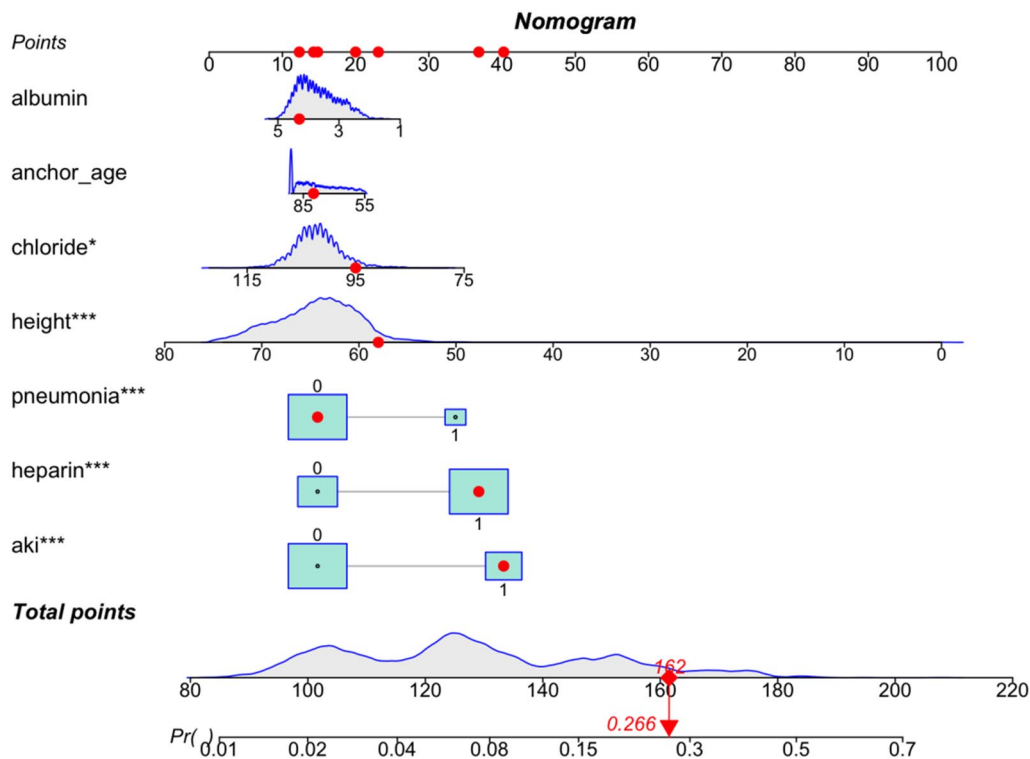 Nomogram
Points
0 10 20 30 40 50 60 70 80 90 100
albumin
5 3 1
anchor_age
85 55
chloride*
115 95 75
height***
80 70 60 50 40 30 20 10 0
0
pneumonia***
1
0
heparin***
1
0
aki***
1
Total points
162
80 100 120 140 160 180 200 220
0.266
Pr( )
0.01 0.02 0.04 0.08 0.15 0.3 0.5 0.7